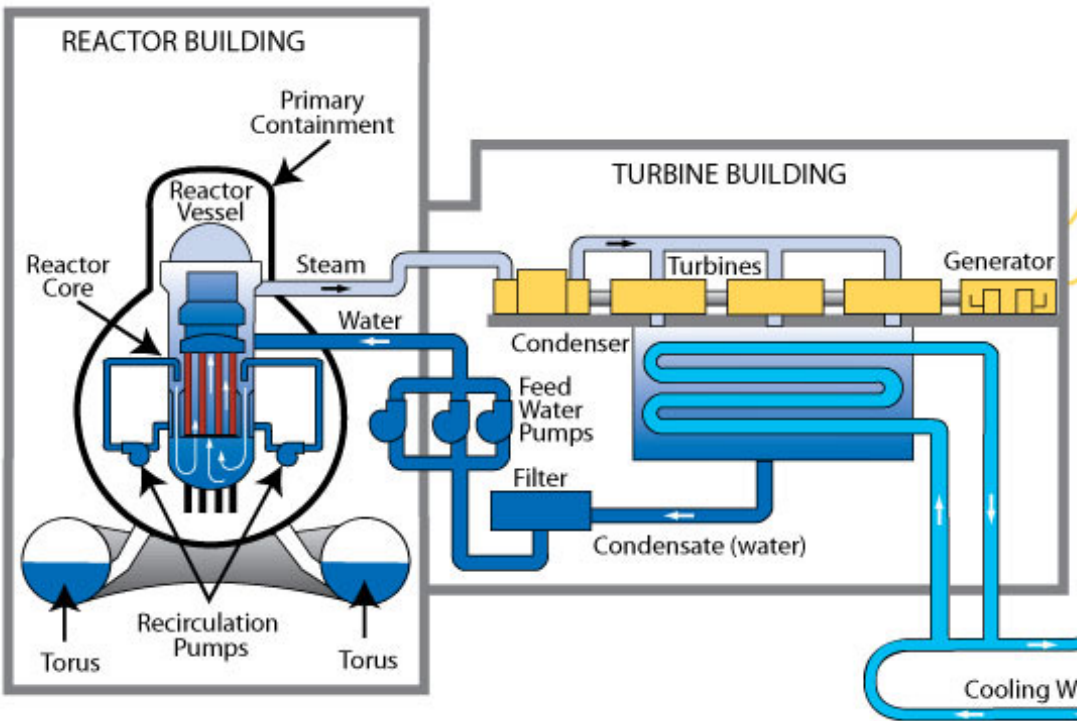 REACTOR BUILDING
Primary
Containment
Reactor
Vessel
Reactor
Core
Steam
Water
TURBINE BUILDING
Turbines
Generator
Condenser
Feed
Water
Pumps
Filter
Condensate (water)
Recirculation
Pumps
Torus
Torus
Cooling W